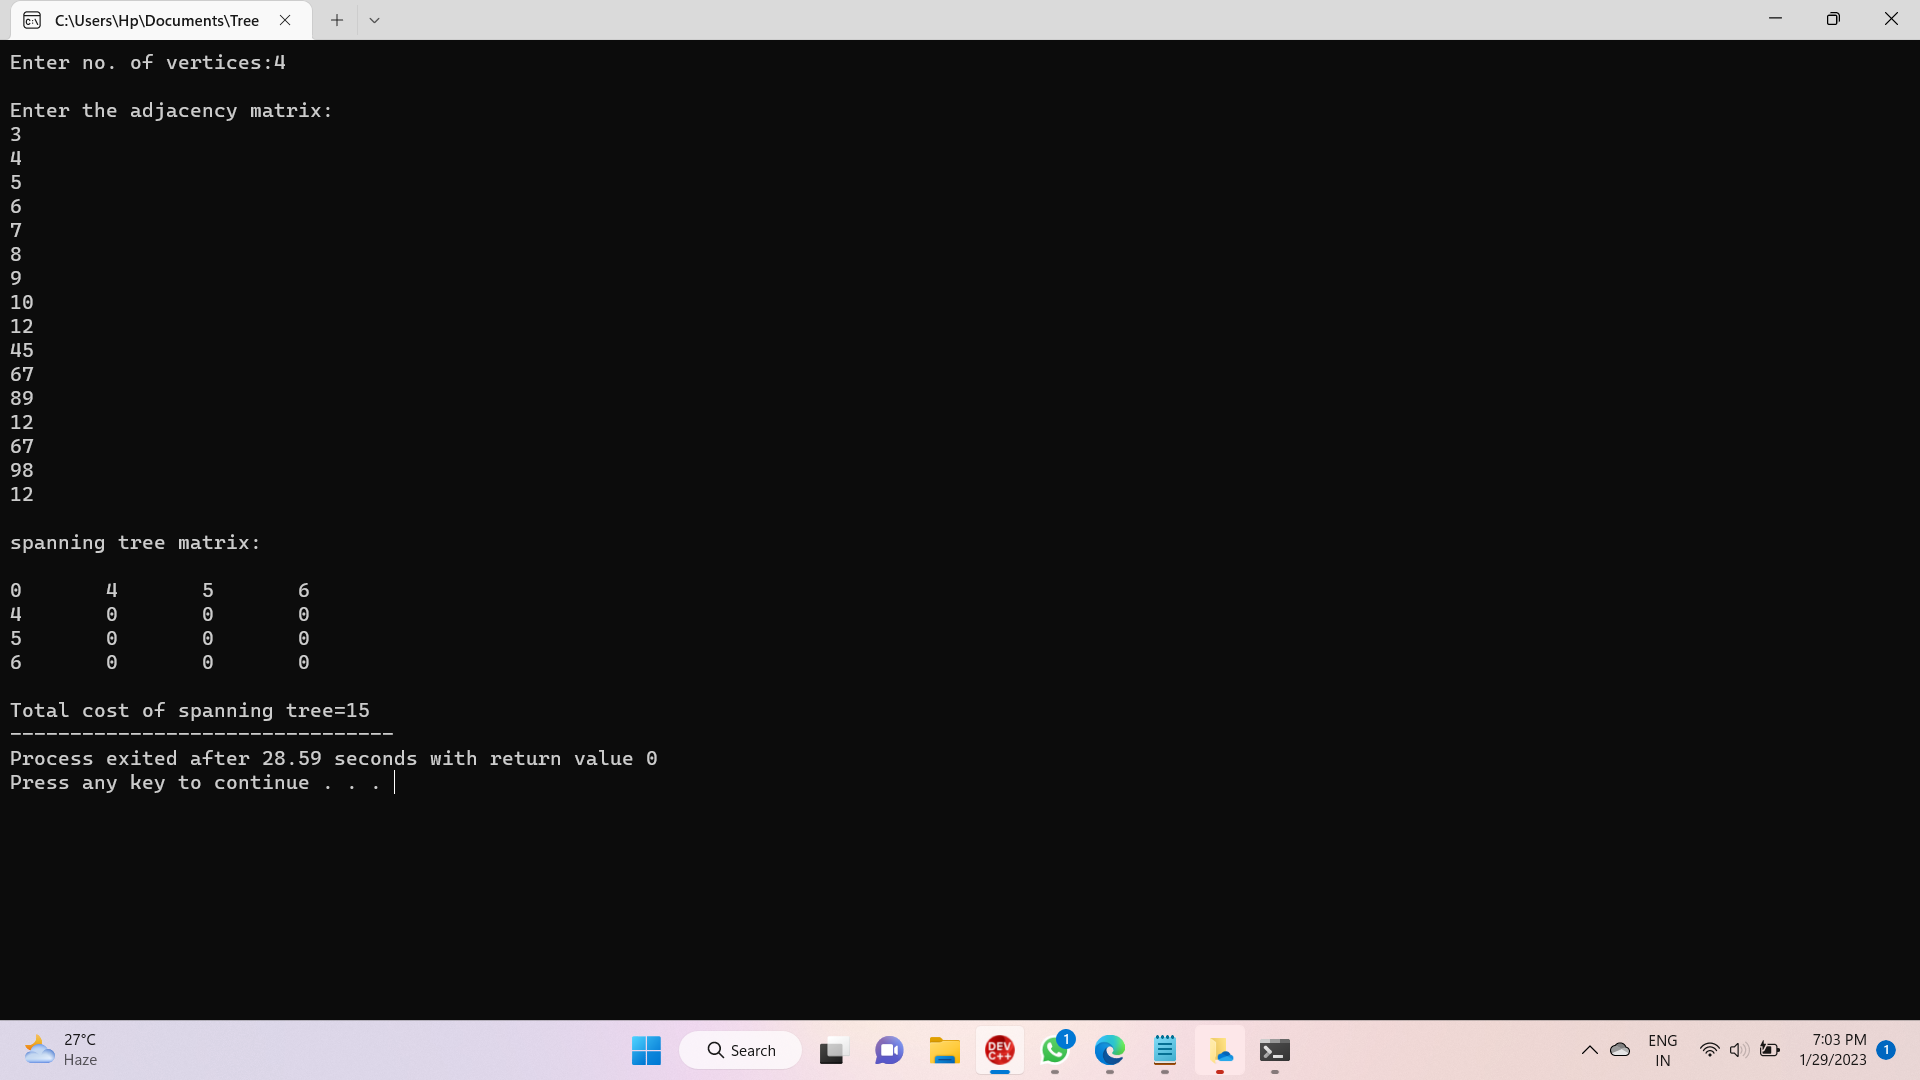 C:\Users\Hp\Documents\Tree
Enter no. of vertices:4
Enter the adjacency matrix:
3
4
5
6
7
8
9
10
12
45
67
89
12
67
98
12
spanning tree matrix:
0 4 5 6
4 0 0 0
5 0 0 0
6 0 0 0
Total cost of spanning tree=15
--------------------------------
Process exited after 28.59 seconds with return value 0
Press any key to continue . . .
27°C
Haze
Search
DEV
C++
1
ENG
IN
7:03 PM
1/29/2023
1